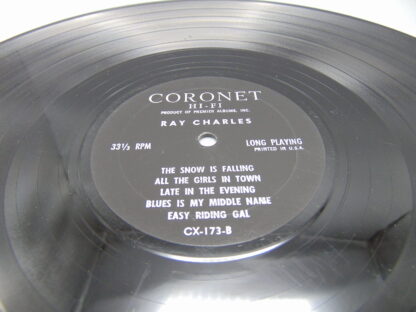 CORONET
HI-FI
PRODUCT OF PREMIER ALBUMS, INC.
RAY CHARLES
33⅓ RPM
LONG PLAYING
PRINTED IN U.S.A.
THE SNOW IS FALLING
ALL THE GIRLS IN TOWN
LATE IN THE EVENING
BLUES IS MY MIDDLE NAME
EASY RIDING GAL
CX-173-B